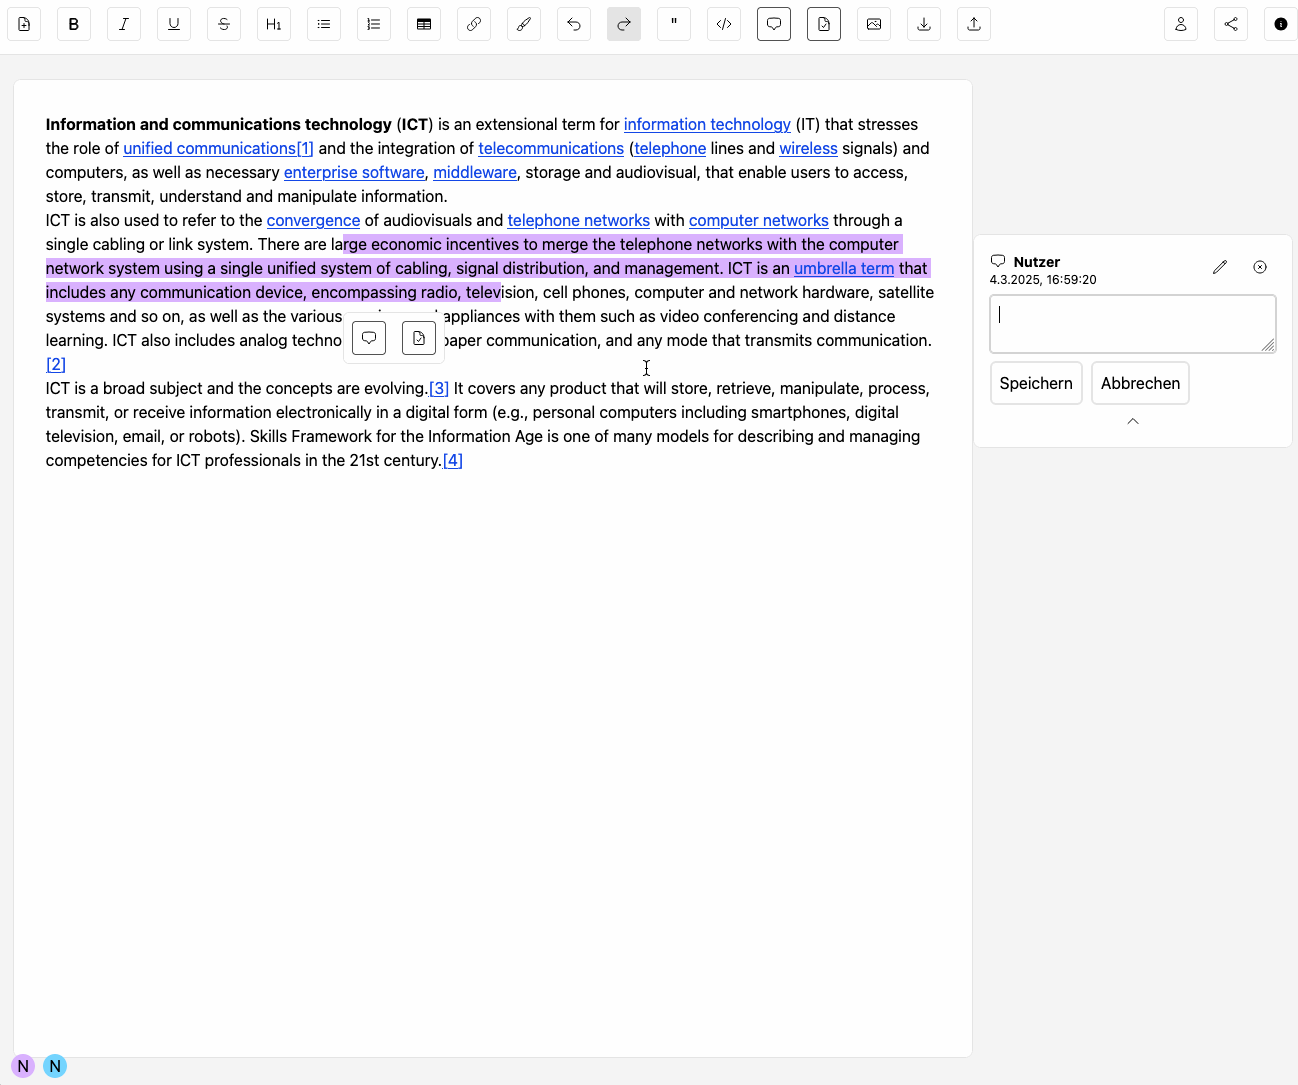 B I U S H1 " </>
Information and communications technology (ICT) is an extensional term for information technology (IT) that stresses
the role of unified communications[1] and the integration of telecommunications (telephone lines and wireless signals) and
computers, as well as necessary enterprise software, middleware, storage and audiovisual, that enable users to access,
store, transmit, understand and manipulate information.
ICT is also used to refer to the convergence of audiovisuals and telephone networks with computer networks through a
single cabling or link system. There are large economic incentives to merge the telephone networks with the computer
network system using a single unified system of cabling, signal distribution, and management. ICT is an umbrella term that
includes any communication device, encompassing radio, television, cell phones, computer and network hardware, satellite
systems and so on, as well as the various appliances with them such as video conferencing and distance
learning. ICT also includes analog techno paper communication, and any mode that transmits communication.
[2]
ICT is a broad subject and the concepts are evolving.[3] It covers any product that will store, retrieve, manipulate, process,
transmit, or receive information electronically in a digital form (e.g., personal computers including smartphones, digital
television, email, or robots). Skills Framework for the Information Age is one of many models for describing and managing
competencies for ICT professionals in the 21st century.[4]
Nutzer
4.3.2025, 16:59:20
Speichern Abbrechen
N N